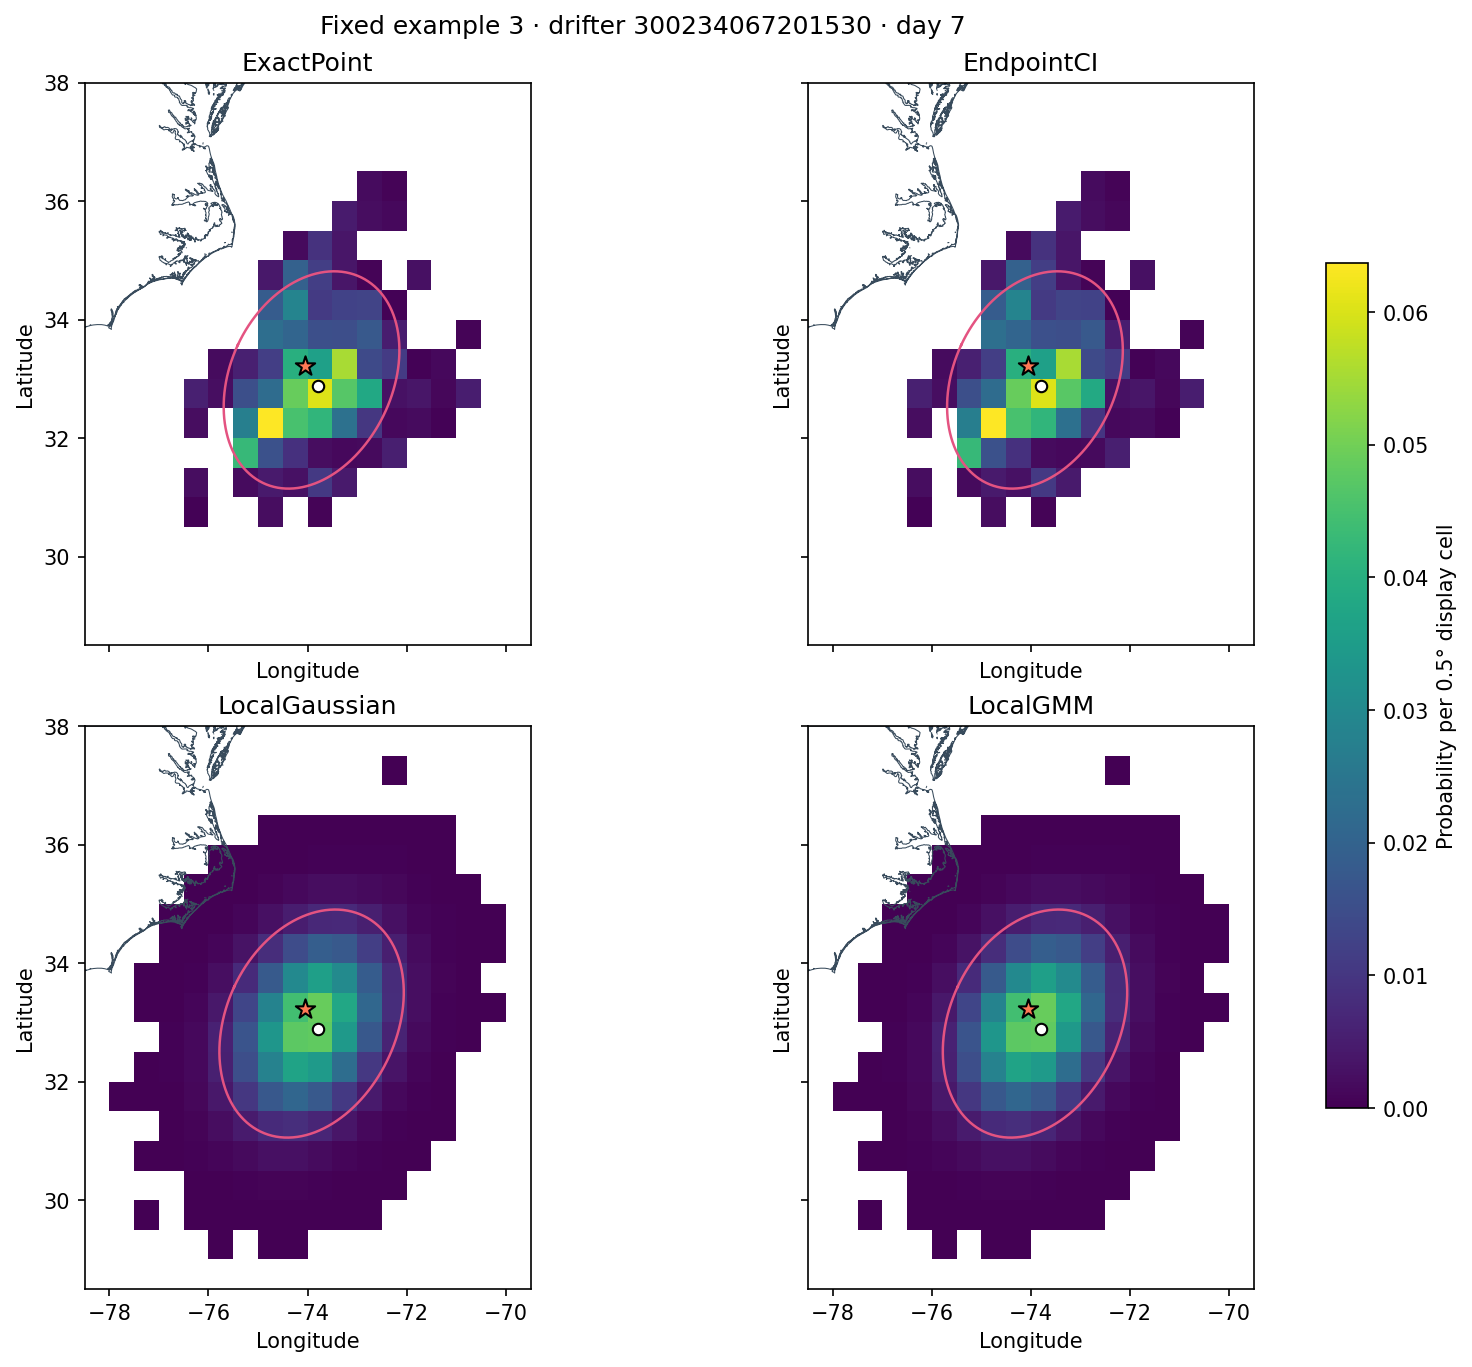 Fixed example 3 · drifter 300234067201530 · day 7
ExactPoint
EndpointCI
38
36
34
32
30
Latitude
Latitude
Longitude
Longitude
LocalGaussian
LocalGMM
38
36
34
32
30
Latitude
Latitude
−78
−76
−74
−72
−70
−78
−76
−74
−72
−70
Longitude
Longitude
0.06
0.05
0.04
0.03
0.02
0.01
0.00
Probability per 0.5° display cell